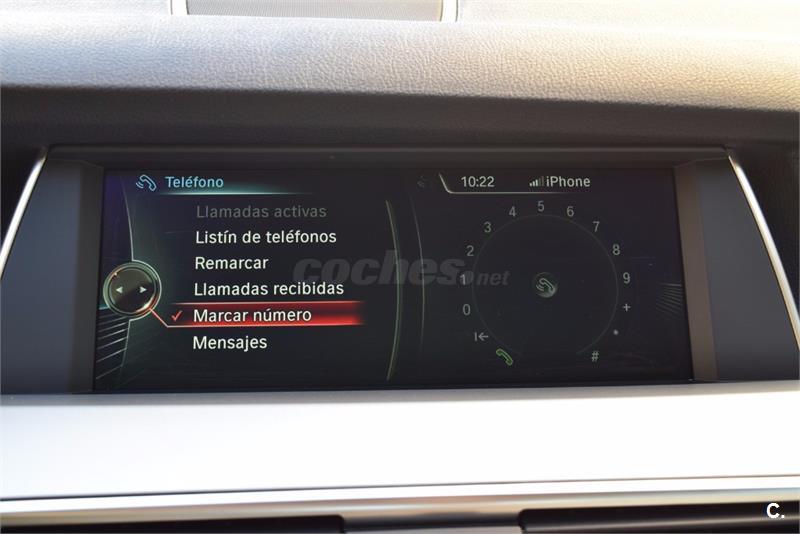 Teléfono
Llamadas activas
Listín de teléfonos
Remarcar
Llamadas recibidas
Marcar número
Mensajes
10:22 iPhone
0 1 2 3 4 5 6 7 8 9 + * #
coches.net
C.